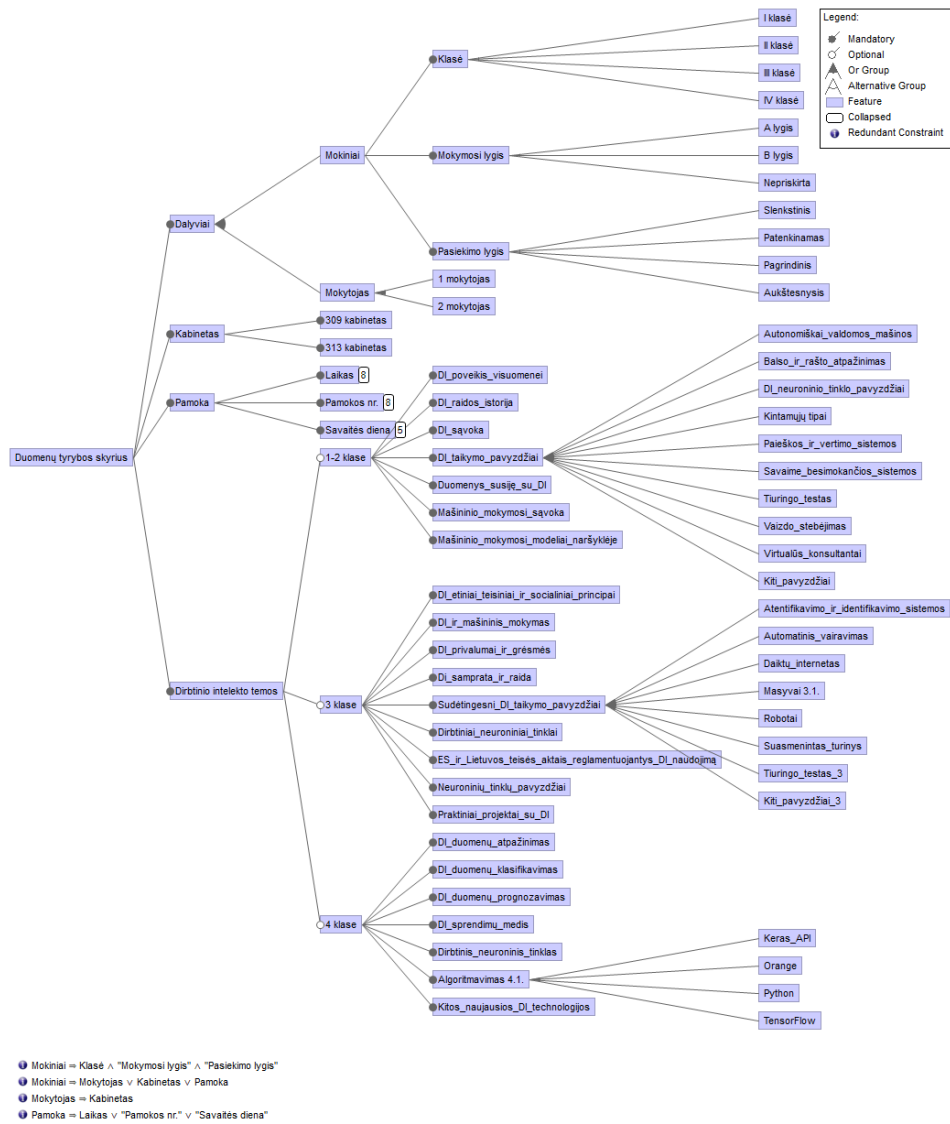 Legend:
Mandatory
Optional
Or Group
Alternative Group
Feature
Collapsed
Redundant Constraint
Duomenų tyrybos skyrius
Dalyviai
Mokiniai
Klasė
I klasė
II klasė
III klasė
IV klasė
Mokymosi lygis
A lygis
B lygis
Nepriskirta
Pasiekimo lygis
Slenkstinis
Patenkinamas
Pagrindinis
Aukštesnysis
Mokytojas
1 mokytojas
2 mokytojas
Kabinetas
309 kabinetas
313 kabinetas
Pamoka
Laikas 8
Pamokos nr. 8
Savaitės diena 5
Dirbtinio intelekto temos
1-2 klase
DI_poveikis_visuomenei
DI_raidos_istorija
DI_sąvoka
DI_taikymo_pavyzdžiai
Autonomiškai_valdomos_mašinos
Balso_ir_rašto_atpažinimas
DI_neuroninio_tinklo_pavyzdžiai
Kintamųjų tipai
Paieškos_ir_vertimo_sistemos
Savaime_besimokančios_sistemos
Tiuringo_testas
Vaizdo_stebėjimas
Virtualūs_konsultantai
Kiti_pavyzdžiai
Duomenys_susiję_su_DI
Mašininio_mokymosi_sąvoka
Mašininio_mokymosi_modeliai_naršyklėje
3 klase
DI_etiniai_teisiniai_ir_socialiniai_principai
DI_ir_mašininis_mokymas
DI_privalumai_ir_grėsmės
Di_samprata_ir_raida
Sudėtingesni_DI_taikymo_pavyzdžiai
Atentifikavimo_ir_identifikavimo_sistemos
Automatinis_vairavimas
Daiktų_internetas
Masyvai 3.1.
Robotai
Suasmenintas_turinys
Tiuringo_testas_3
Kiti_pavyzdžiai_3
Dirbtiniai_neuroniniai_tinklai
ES_ir_Lietuvos_teisės_aktais_reglamentuojantys_DI_naudojimą
Neuroninių_tinklų_pavyzdžiai
Praktiniai_projektai_su_DI
4 klase
DI_duomenų_atpažinimas
DI_duomenų_klasifikavimas
DI_duomenų_prognozavimas
DI_sprendimų_medis
Dirbtinis_neuroninis_tinklas
Algoritmavimas 4.1.
Keras_API
Orange
Python
TensorFlow
Kitos_naujausios_DI_technologijos
Mokiniai ⇒ Klasė ∧ "Mokymosi lygis" ∧ "Pasiekimo lygis"
Mokiniai ⇒ Mokytojas ∨ Kabinetas ∨ Pamoka
Mokytojas ⇒ Kabinetas
Pamoka ⇒ Laikas ∨ "Pamokos nr." ∨ "Savaitės diena"